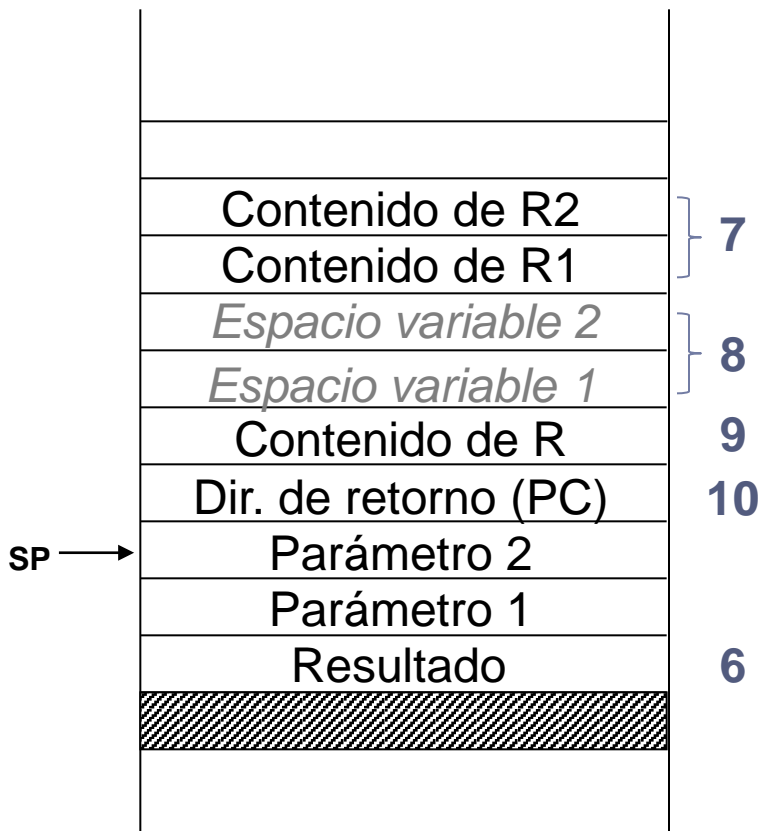 Contenido de R2
7
Contenido de R1
Espacio variable 2
8
Espacio variable 1
Contenido de R 9
Dir. de retorno (PC) 10
SP Parámetro 2
Parámetro 1
Resultado 6